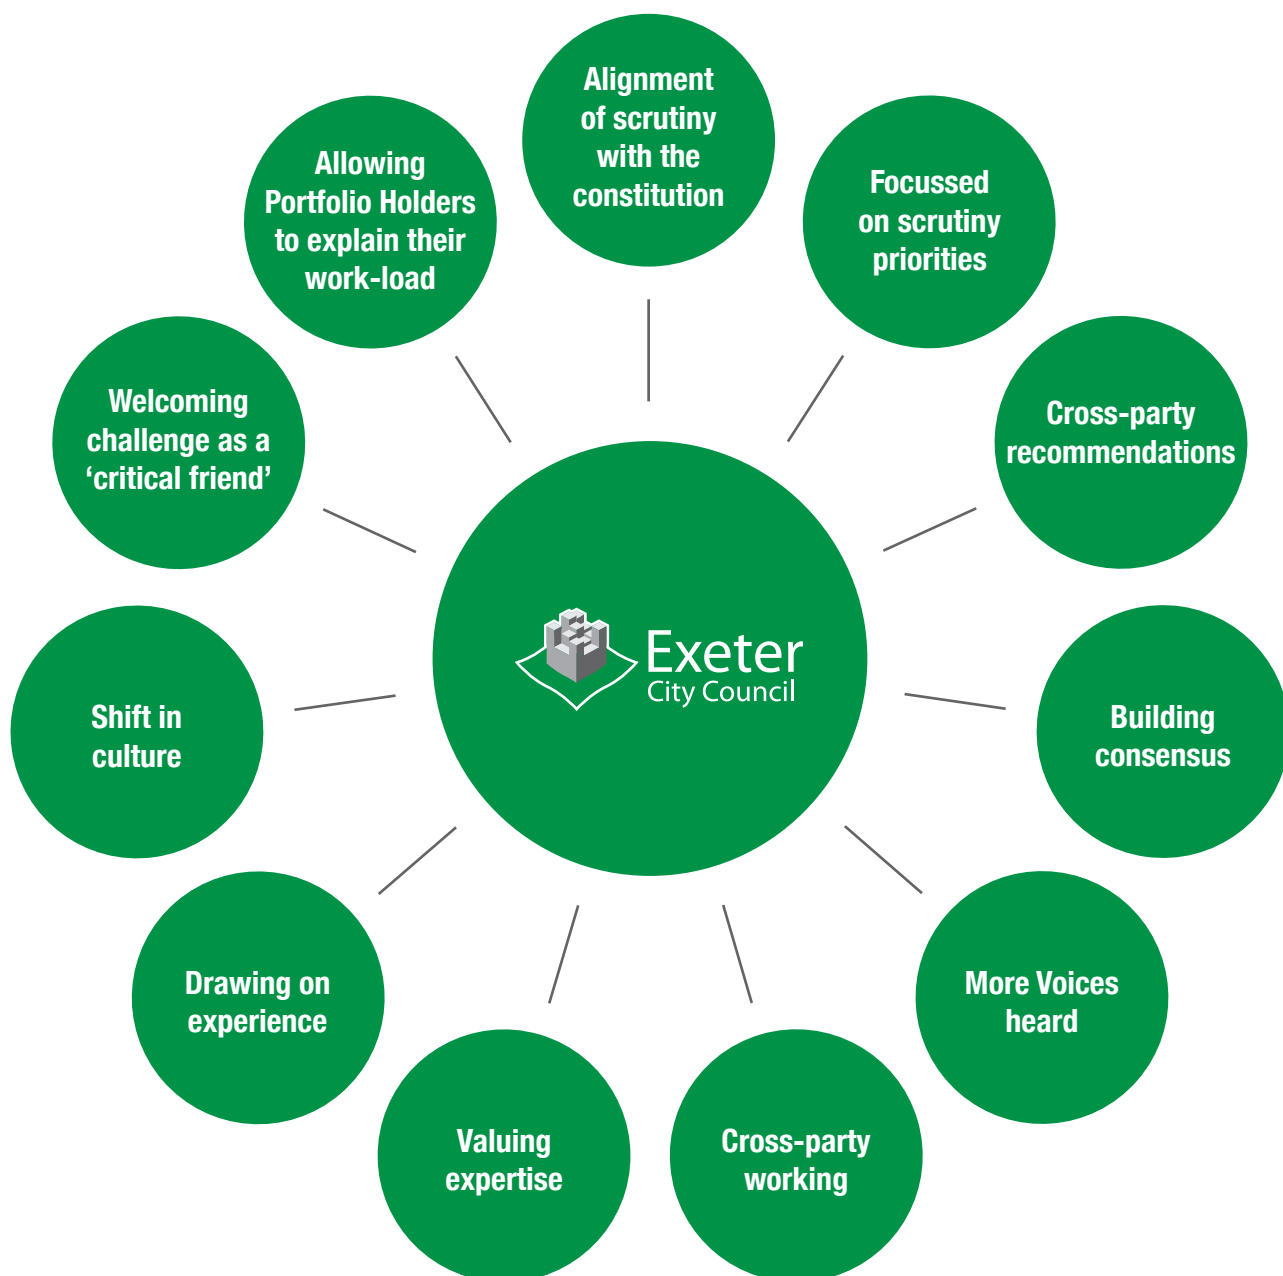 Alignment
of scrutiny
with the
constitution
Focussed
on scrutiny
priorities
Cross-party
recommendations
Building
consensus
More Voices
heard
Cross-party
working
Valuing
expertise
Drawing on
experience
Shift in
culture
Welcoming
challenge as a
‘critical friend’
Allowing
Portfolio Holders
to explain their
work-load
Exeter
City Council